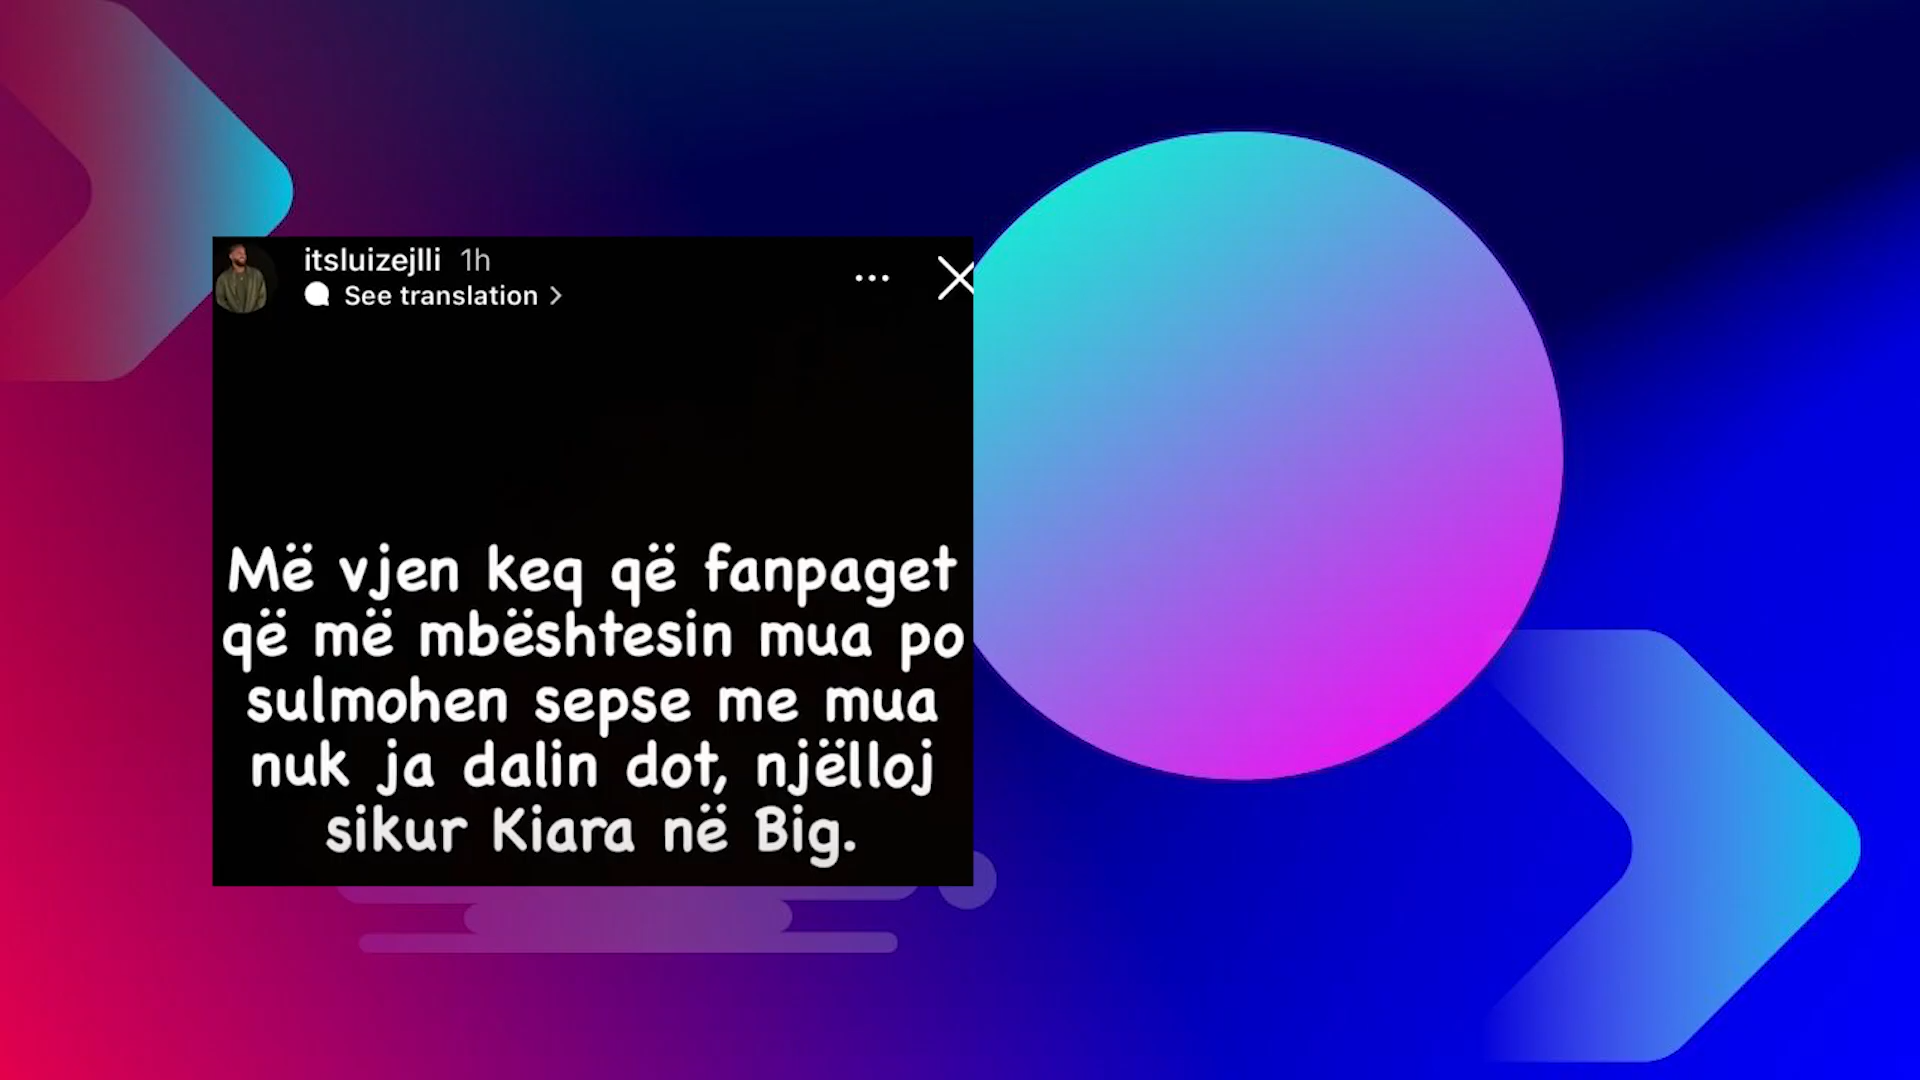 itsluizejlli 1h
See translation
Më vjen keq që fanpaget
që më mbështesin mua po
sulmohen sepse me mua
nuk ja dalin dot, njëlloj
sikur Kiara në Big.